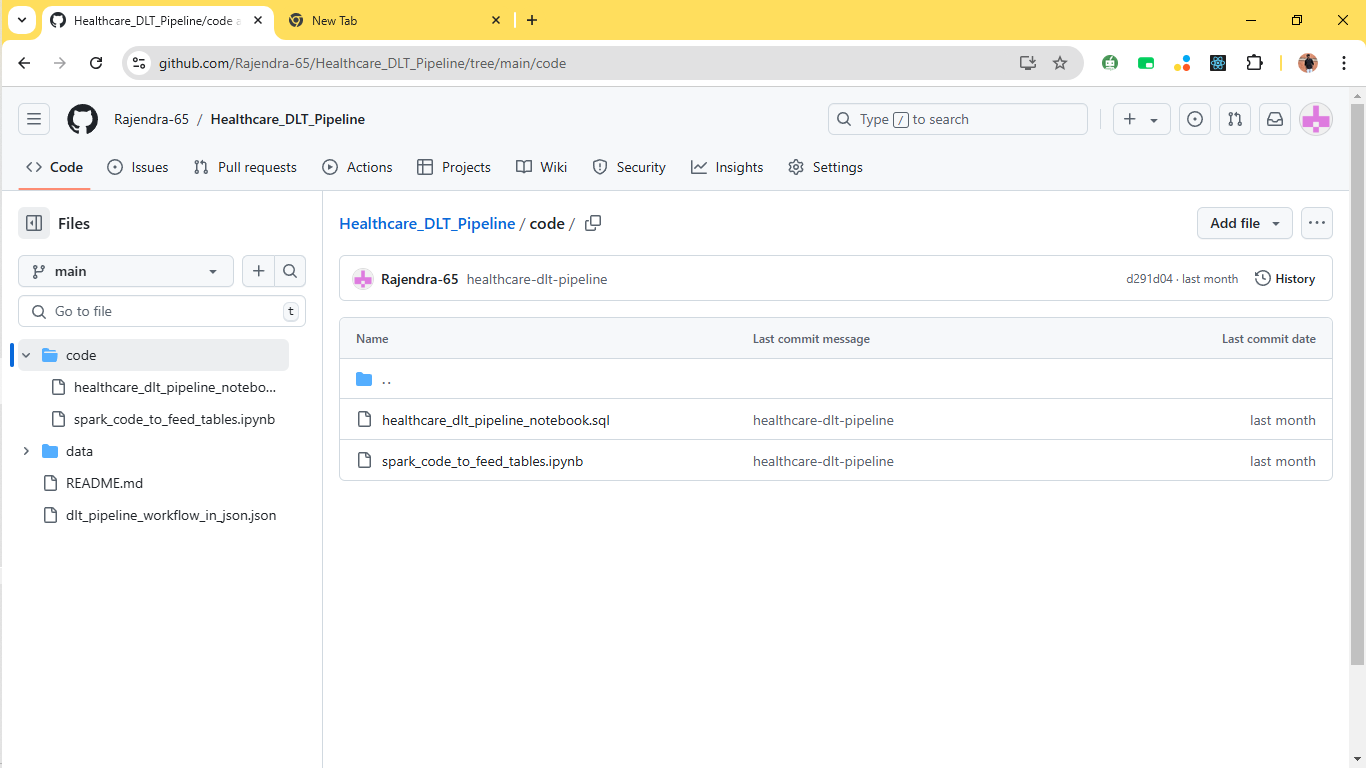 Healthcare_DLT_Pipeline/code a
New Tab
github.com/Rajendra-65/Healthcare_DLT_Pipeline/tree/main/code
Rajendra-65 / Healthcare_DLT_Pipeline
Type / to search
Code Issues Pull requests Actions Projects Wiki Security Insights Settings
Files
main
Go to file t
code
healthcare_dlt_pipeline_notebo...
spark_code_to_feed_tables.ipynb
data
README.md
dlt_pipeline_workflow_in_json.json
Healthcare_DLT_Pipeline / code /
Add file
Rajendra-65 healthcare-dlt-pipeline d291d04 · last month History
Name Last commit message Last commit date
..
healthcare_dlt_pipeline_notebook.sql healthcare-dlt-pipeline last month
spark_code_to_feed_tables.ipynb healthcare-dlt-pipeline last month